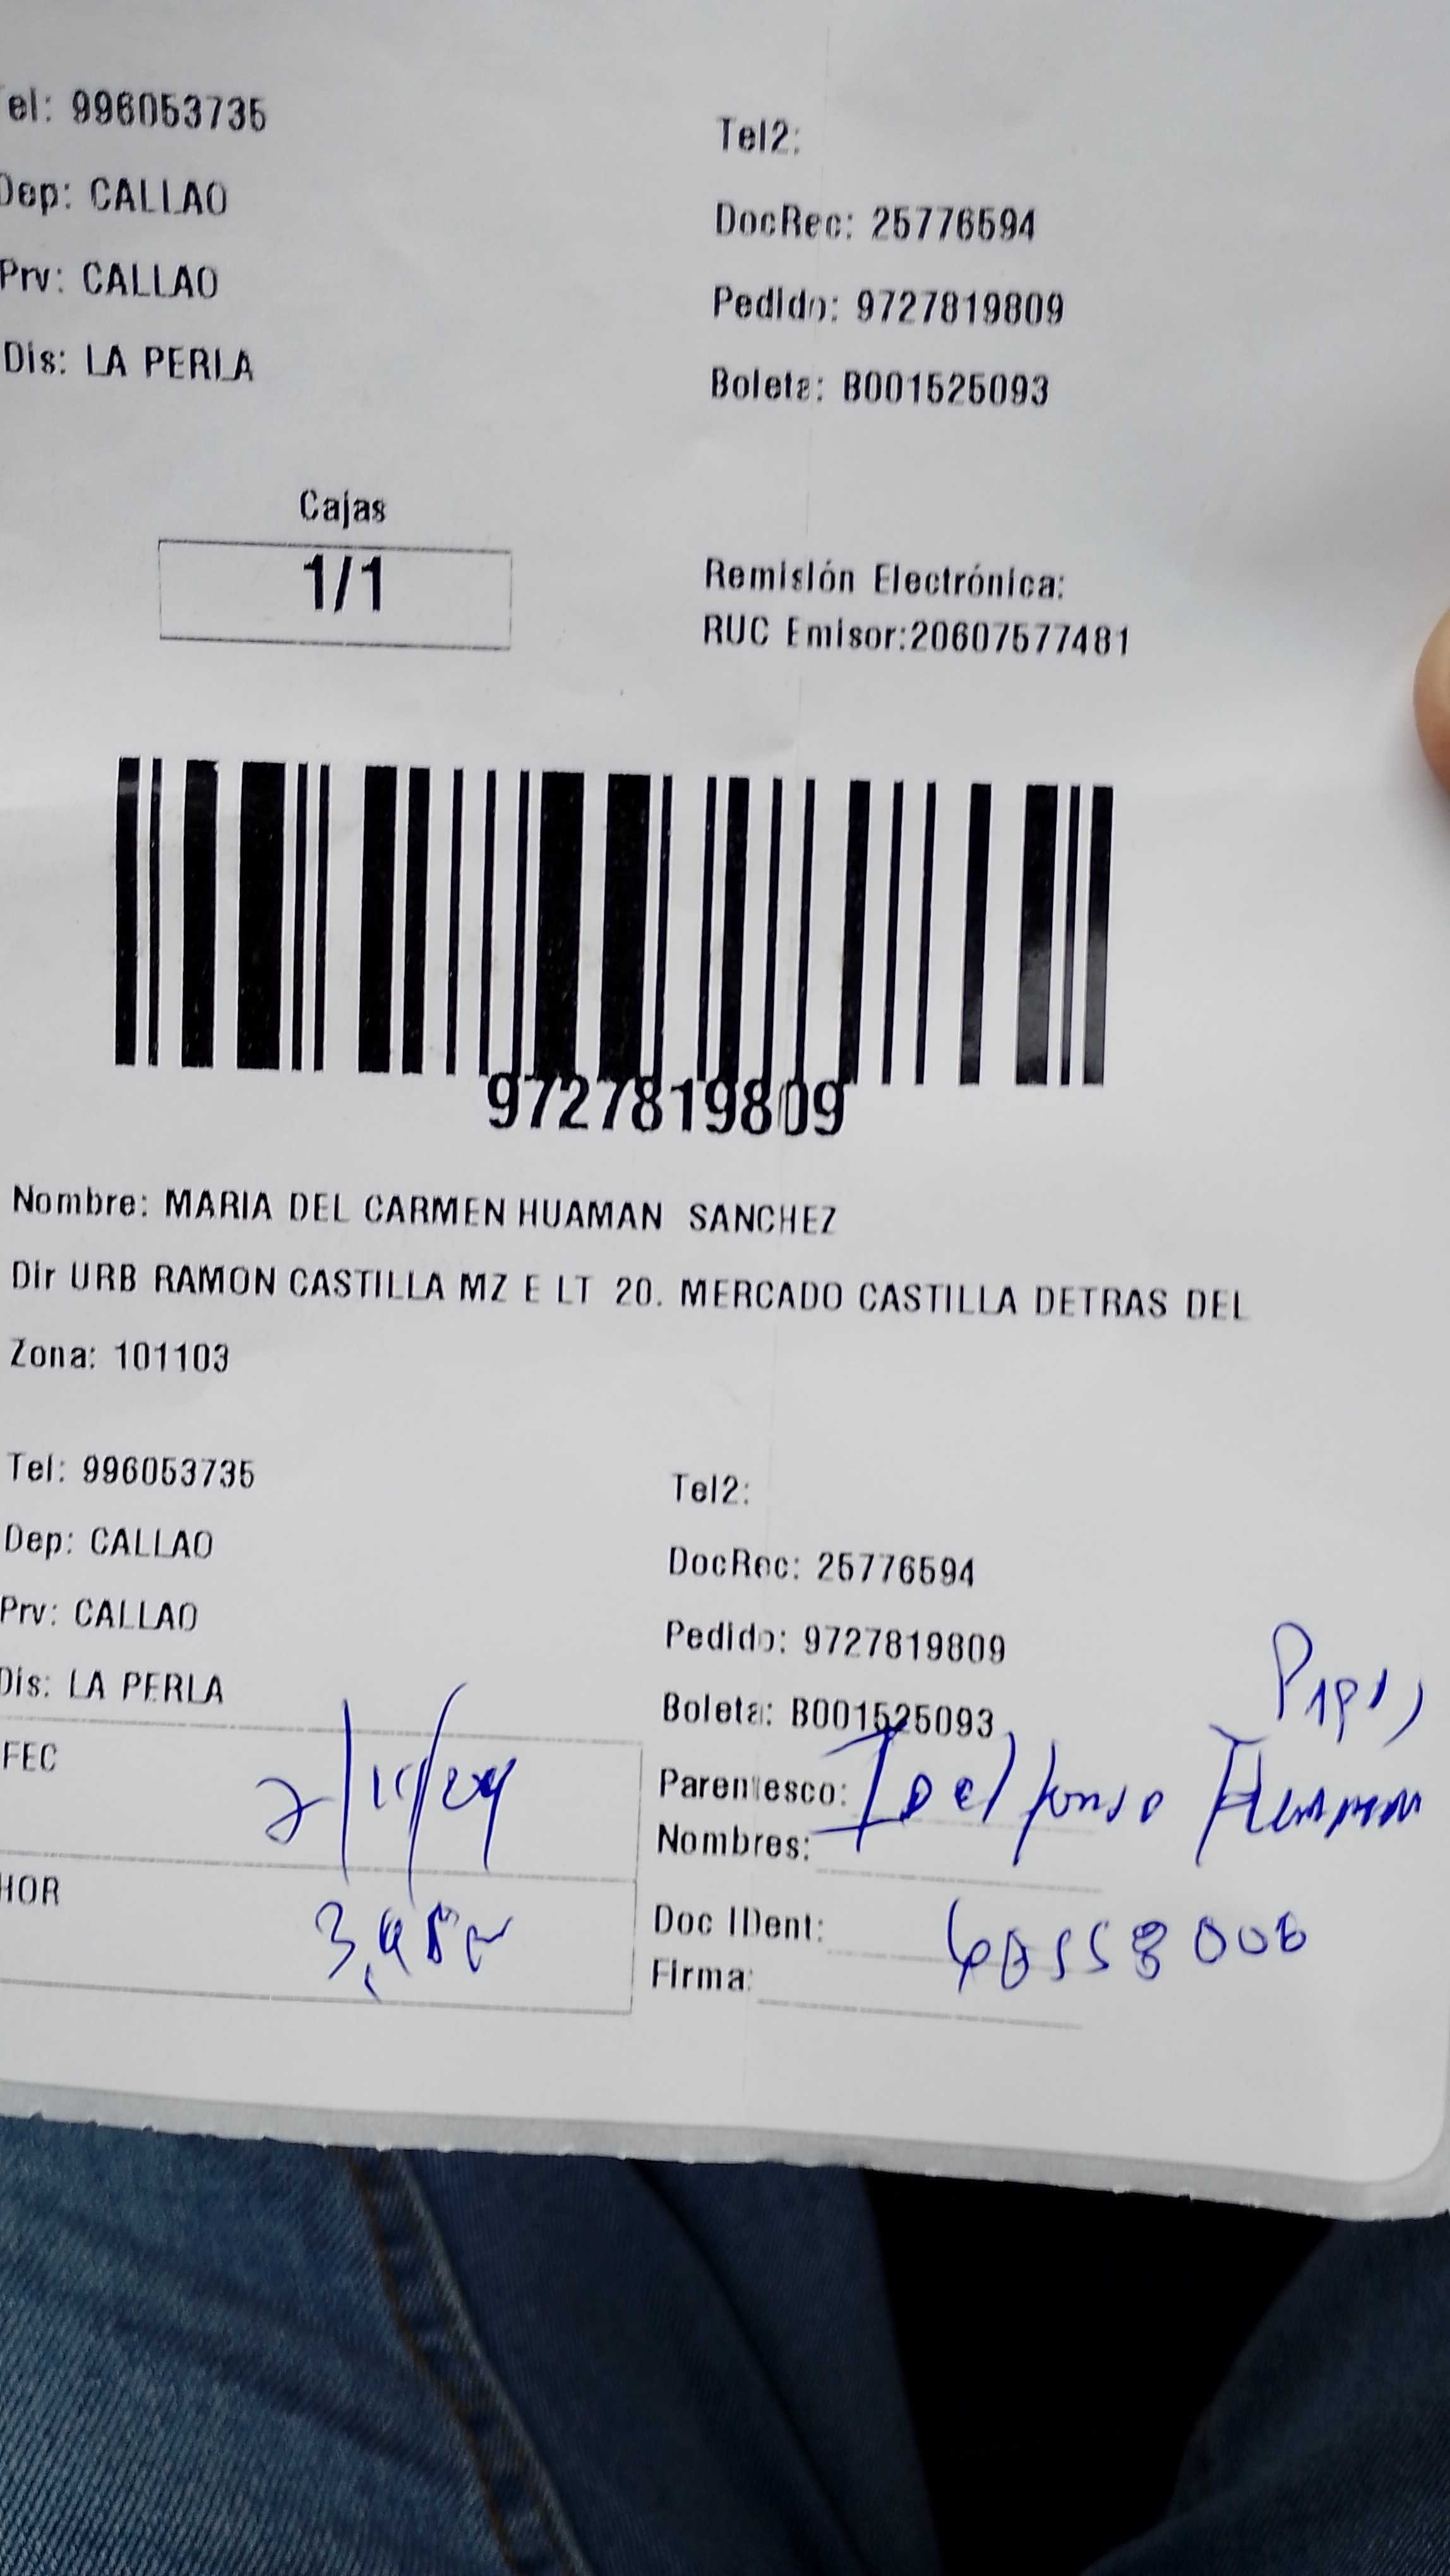 Tel: 996053735
Tel2:
Dep: CALLAO
DocRec: 25776594
Prv: CALLAO
Pedido: 9727819809
Dis: LA PERLA
Boleta: B001525093
Cajas
1/1
Remisión Electrónica:
RUC Emisor:20607577481
9727819809
Nombre: MARIA DEL CARMEN HUAMAN SANCHEZ
Dir URB RAMON CASTILLA MZ E LT 20. MERCADO CASTILLA DETRAS DEL
Zona: 101103
Tel: 996053735
Tel2:
Dep: CALLAO
DocRec: 25776594
Prv: CALLAO
Pedido: 9727819809
Dis: LA PERLA
Boleta: B001525093
FEC
Parentesco:
Nombres:
HOR
Doc IDent:
Firma: